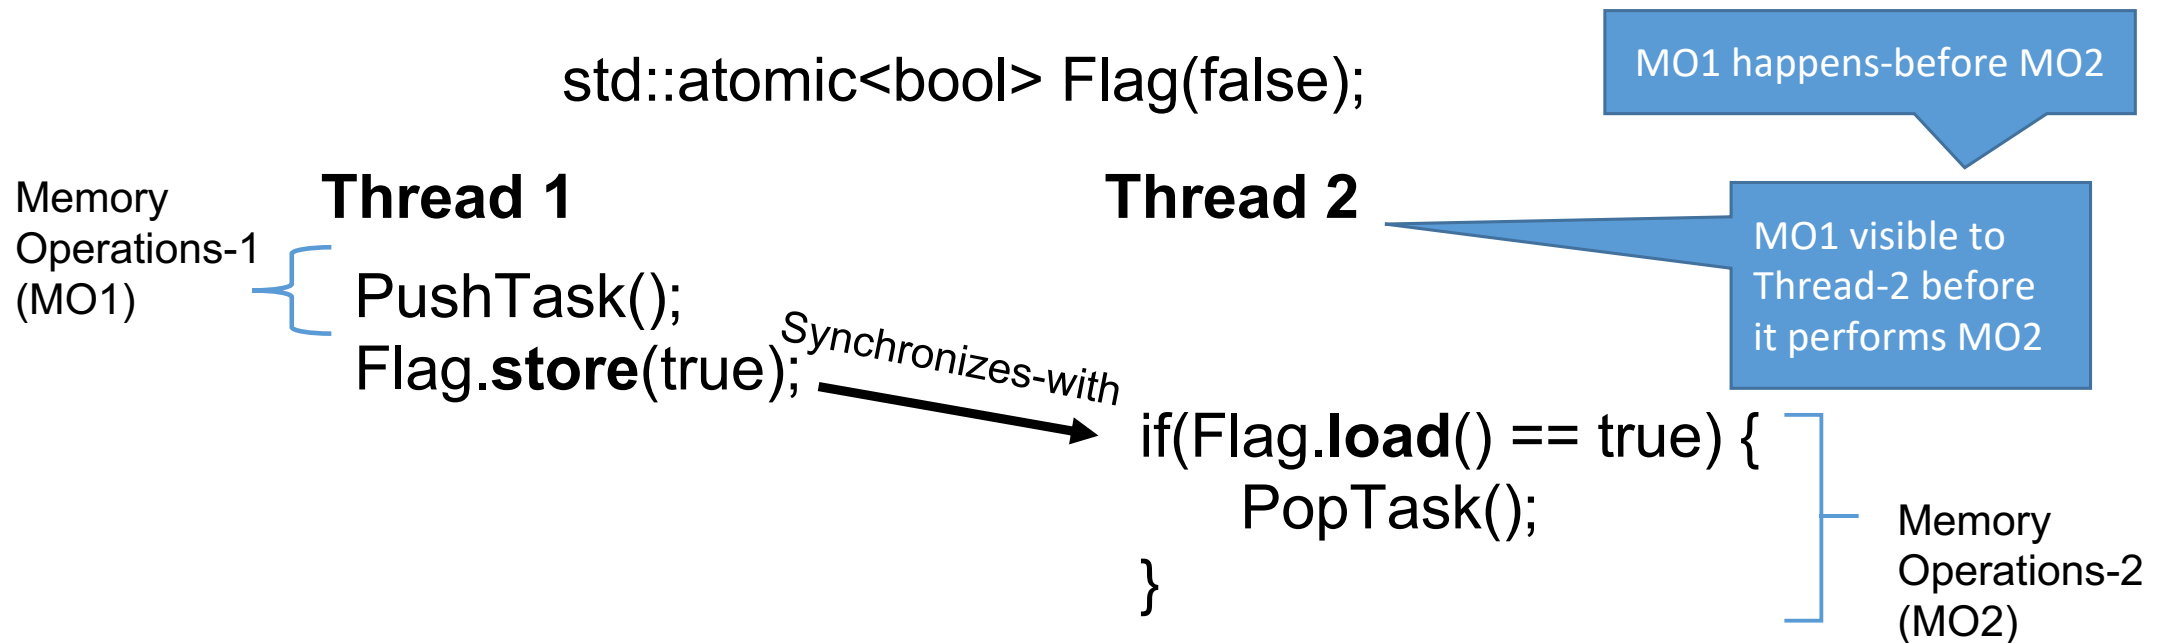 std::atomic<bool> Flag(false);
MO1 happens-before MO2
Memory
Operations-1
(MO1)
Thread 1
Thread 2
MO1 visible to
Thread-2 before
it performs MO2
PushTask();
Flag.store(true);
Synchronizes-with
if(Flag.load() == true) {
PopTask();
}
Memory
Operations-2
(MO2)